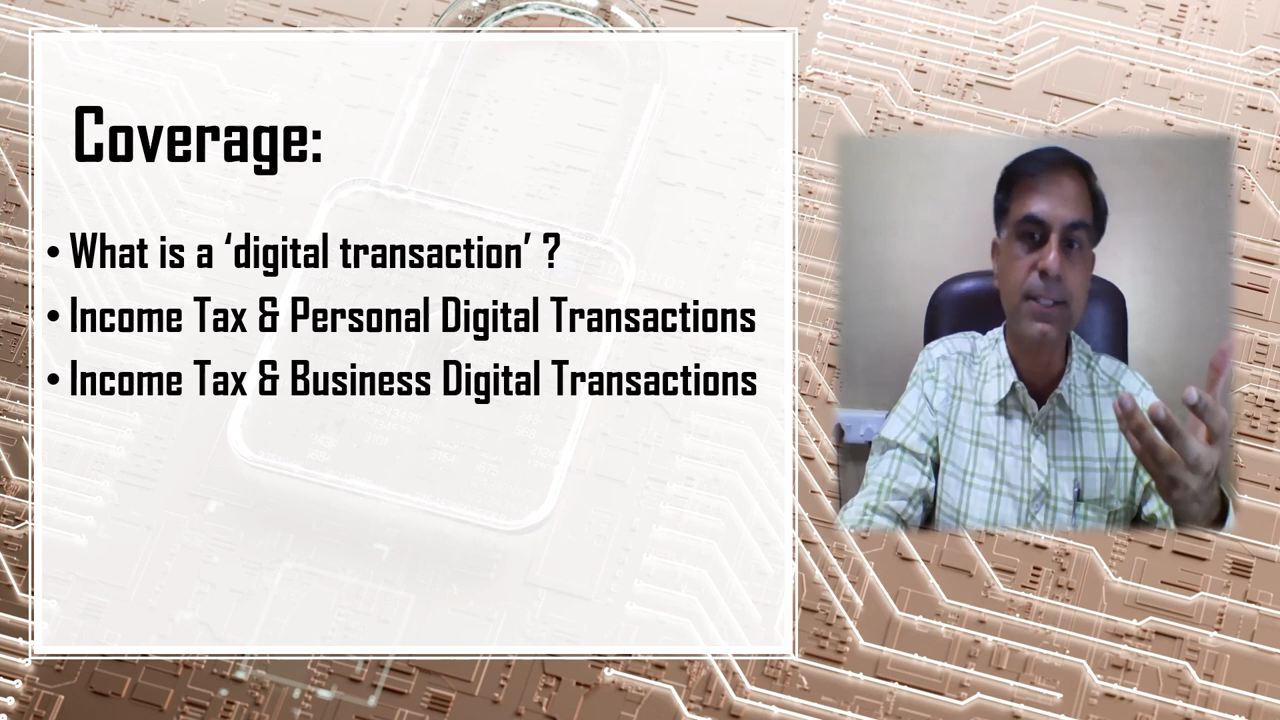 Coverage:
• What is a ‘digital transaction’ ?
• Income Tax & Personal Digital Transactions
• Income Tax & Business Digital Transactions